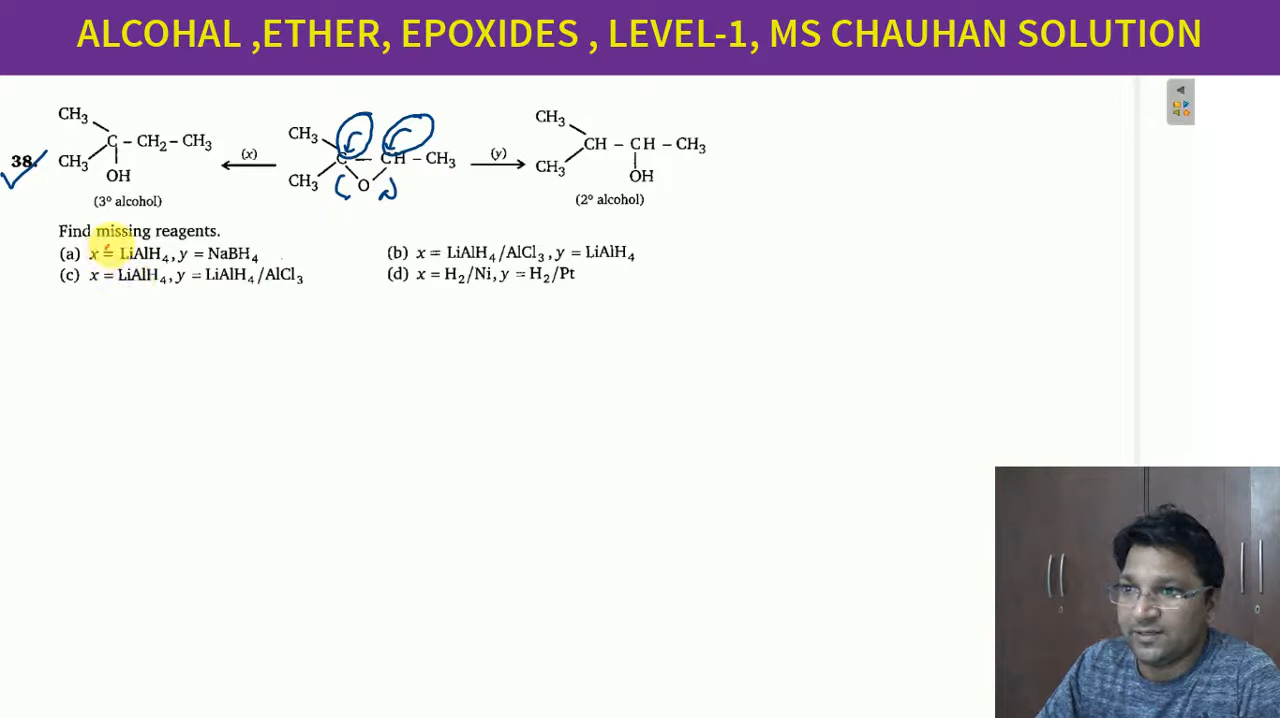 ALCOHAL ,ETHER, EPOXIDES , LEVEL-1, MS CHAUHAN SOLUTION
CH₃ CH₃ CH₃
38. C – CH₂ – CH₃ (x) C – CH – CH₃ (y) CH – CH – CH₃
CH₃ CH₃ O CH₃
OH OH
(3° alcohol) (2° alcohol)
Find missing reagents.
(a) x = LiAlH₄, y = NaBH₄ (b) x = LiAlH₄/AlCl₃, y = LiAlH₄
(c) x = LiAlH₄, y = LiAlH₄/AlCl₃ (d) x = H₂/Ni, y = H₂/Pt